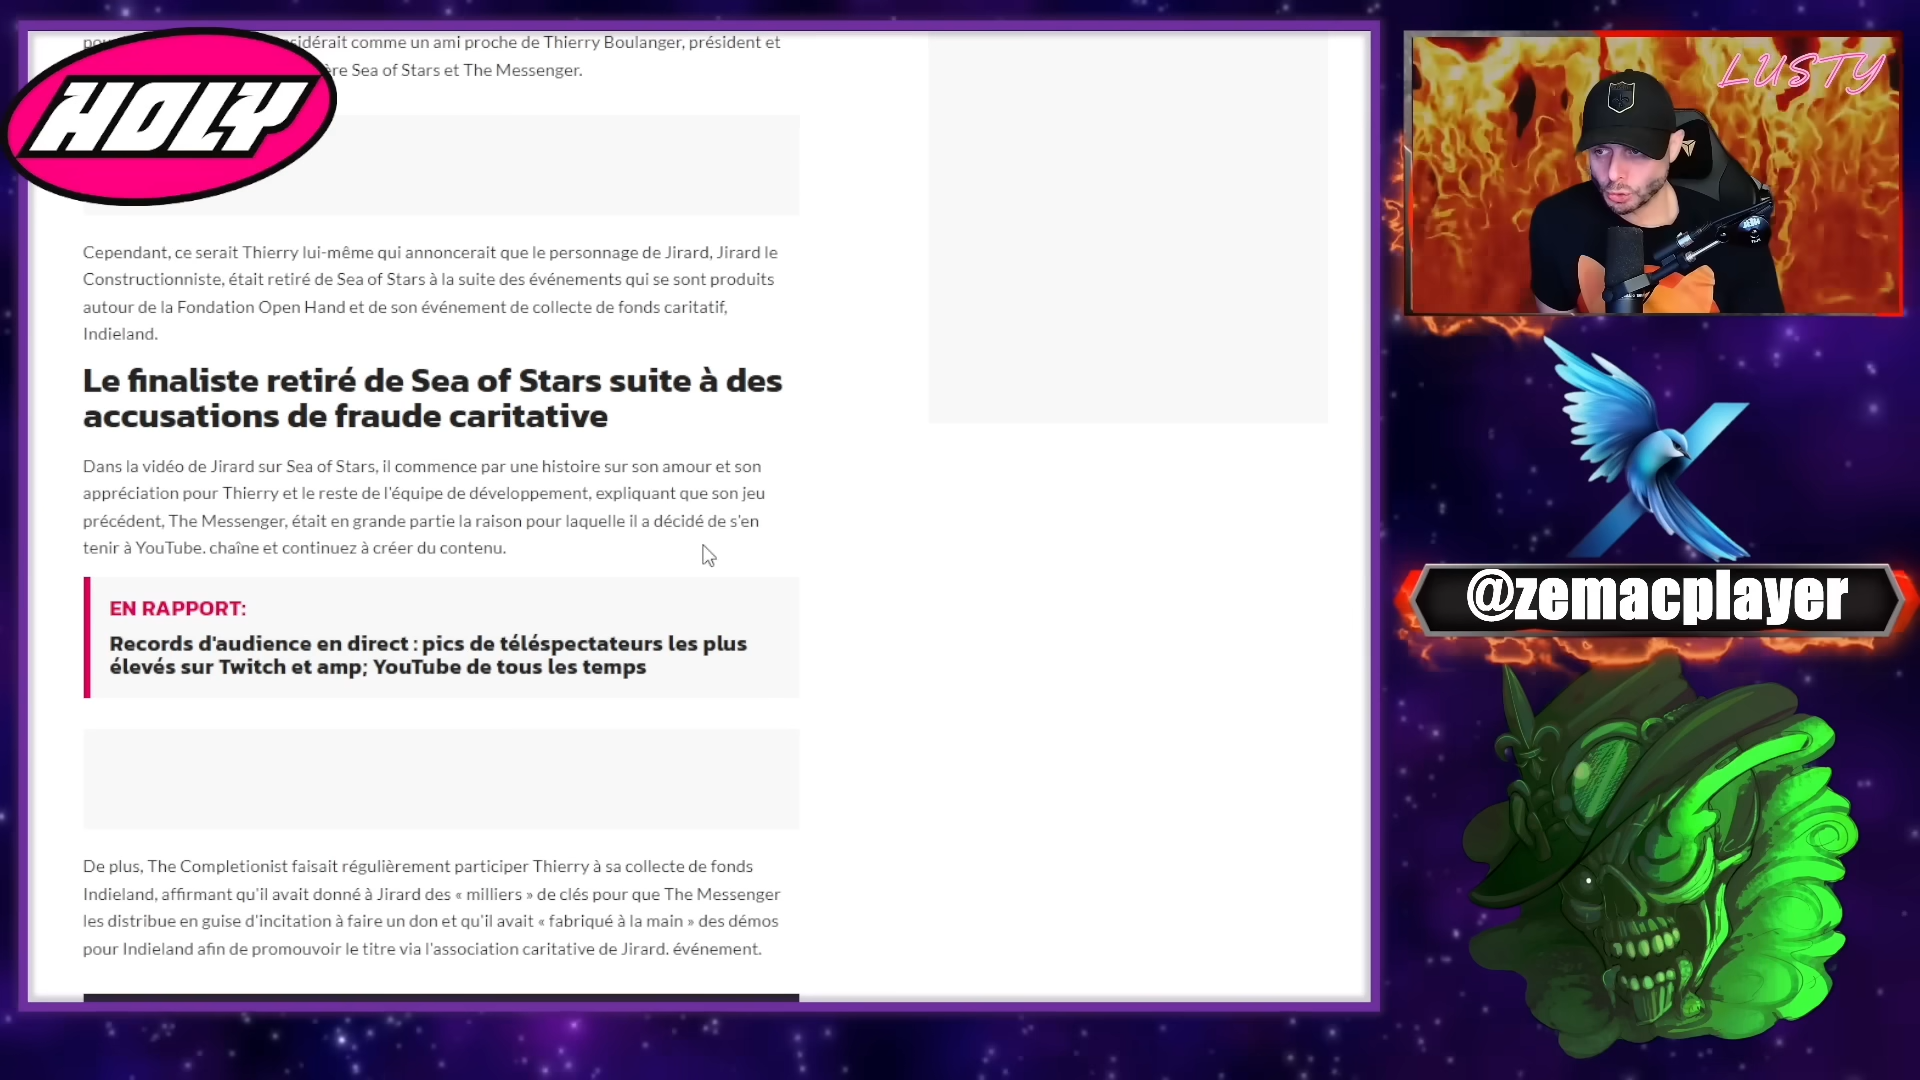 sidérait comme un ami proche de Thierry Boulanger, président et
ère Sea of Stars et The Messenger.
HOLY
Cependant, ce serait Thierry lui-même qui annoncerait que le personnage de Jirard, Jirard le
Constructionniste, était retiré de Sea of Stars à la suite des événements qui se sont produits
autour de la Fondation Open Hand et de son événement de collecte de fonds caritatif,
Indieland.
Le finaliste retiré de Sea of Stars suite à des
accusations de fraude caritative
Dans la vidéo de Jirard sur Sea of Stars, il commence par une histoire sur son amour et son
appréciation pour Thierry et le reste de l'équipe de développement, expliquant que son jeu
précédent, The Messenger, était en grande partie la raison pour laquelle il a décidé de s'en
tenir à YouTube. chaîne et continuez à créer du contenu.
EN RAPPORT:
Records d'audience en direct : pics de téléspectateurs les plus
élevés sur Twitch et amp; YouTube de tous les temps
De plus, The Completionist faisait régulièrement participer Thierry à sa collecte de fonds
Indieland, affirmant qu'il avait donné à Jirard des « milliers » de clés pour que The Messenger
les distribue en guise d'incitation à faire un don et qu'il avait « fabriqué à la main » des démos
pour Indieland afin de promouvoir le titre via l'association caritative de Jirard. événement.
LUSTY
@zemacplayer